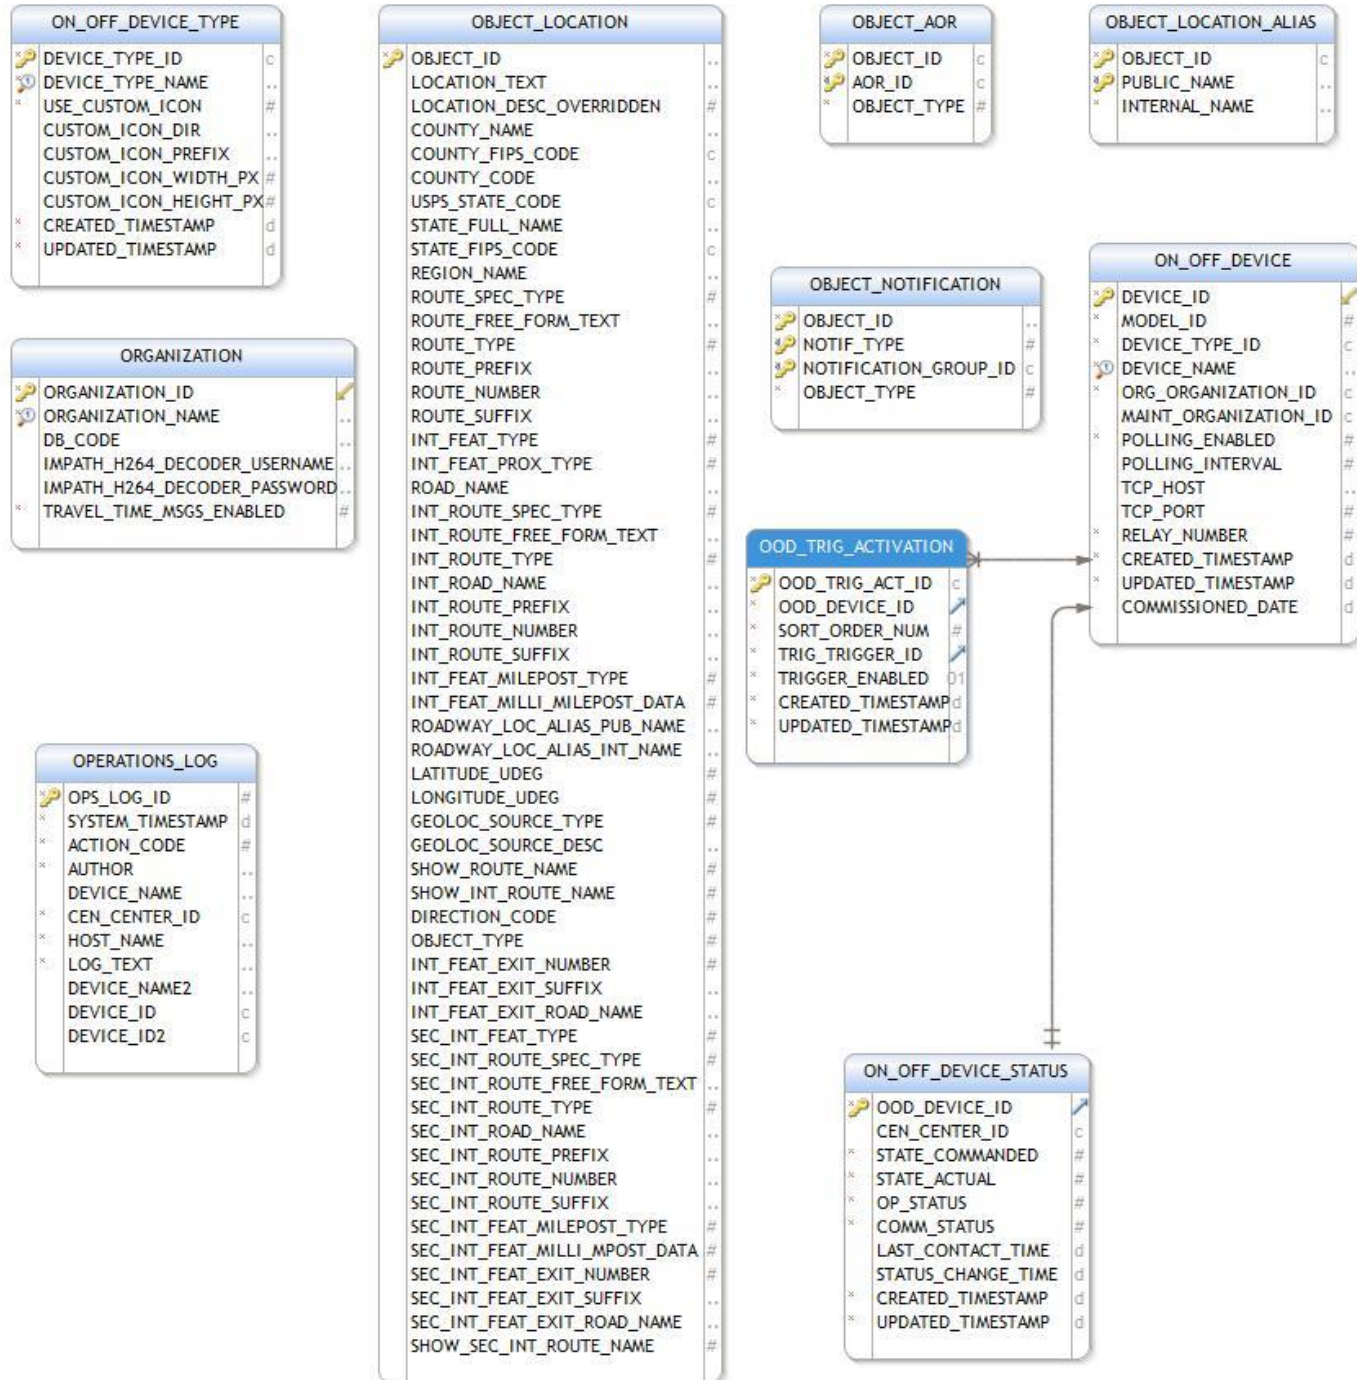 ON_OFF_DEVICE_TYPE
DEVICE_TYPE_ID c
DEVICE_TYPE_NAME ..
* USE_CUSTOM_ICON #
CUSTOM_ICON_DIR ..
CUSTOM_ICON_PREFIX ..
CUSTOM_ICON_WIDTH_PX #
CUSTOM_ICON_HEIGHT_PX #
* CREATED_TIMESTAMP d
* UPDATED_TIMESTAMP d
ORGANIZATION
ORGANIZATION_ID
ORGANIZATION_NAME ..
DB_CODE ..
IMPATH_H264_DECODER_USERNAME ..
IMPATH_H264_DECODER_PASSWORD ..
* TRAVEL_TIME_MSGS_ENABLED #
OPERATIONS_LOG
OPS_LOG_ID #
* SYSTEM_TIMESTAMP d
* ACTION_CODE #
* AUTHOR ..
DEVICE_NAME ..
* CEN_CENTER_ID c
* HOST_NAME ..
* LOG_TEXT ..
DEVICE_NAME2 ..
DEVICE_ID c
DEVICE_ID2 c
OBJECT_LOCATION
OBJECT_ID ..
LOCATION_TEXT ..
LOCATION_DESC_OVERRIDDEN #
COUNTY_NAME ..
COUNTY_FIPS_CODE c
COUNTY_CODE ..
USPS_STATE_CODE c
STATE_FULL_NAME ..
STATE_FIPS_CODE c
REGION_NAME ..
ROUTE_SPEC_TYPE #
ROUTE_FREE_FORM_TEXT ..
ROUTE_TYPE #
ROUTE_PREFIX ..
ROUTE_NUMBER ..
ROUTE_SUFFIX ..
INT_FEAT_TYPE #
INT_FEAT_PROX_TYPE #
ROAD_NAME ..
INT_ROUTE_SPEC_TYPE #
INT_ROUTE_FREE_FORM_TEXT ..
INT_ROUTE_TYPE #
INT_ROAD_NAME ..
INT_ROUTE_PREFIX ..
INT_ROUTE_NUMBER ..
INT_ROUTE_SUFFIX ..
INT_FEAT_MILEPOST_TYPE #
INT_FEAT_MILLI_MILEPOST_DATA #
ROADWAY_LOC_ALIAS_PUB_NAME ..
ROADWAY_LOC_ALIAS_INT_NAME ..
LATITUDE_UDEG #
LONGITUDE_UDEG #
GEOLOC_SOURCE_TYPE #
GEOLOC_SOURCE_DESC ..
SHOW_ROUTE_NAME #
SHOW_INT_ROUTE_NAME #
DIRECTION_CODE #
OBJECT_TYPE #
INT_FEAT_EXIT_NUMBER #
INT_FEAT_EXIT_SUFFIX ..
INT_FEAT_EXIT_ROAD_NAME ..
SEC_INT_FEAT_TYPE #
SEC_INT_ROUTE_SPEC_TYPE #
SEC_INT_ROUTE_FREE_FORM_TEXT ..
SEC_INT_ROUTE_TYPE #
SEC_INT_ROAD_NAME ..
SEC_INT_ROUTE_PREFIX ..
SEC_INT_ROUTE_NUMBER ..
SEC_INT_ROUTE_SUFFIX ..
SEC_INT_FEAT_MILEPOST_TYPE #
SEC_INT_FEAT_MILLI_MPOST_DATA #
SEC_INT_FEAT_EXIT_NUMBER #
SEC_INT_FEAT_EXIT_SUFFIX ..
SEC_INT_FEAT_EXIT_ROAD_NAME ..
SHOW_SEC_INT_ROUTE_NAME #
OBJECT_AOR
OBJECT_ID c
AOR_ID c
* OBJECT_TYPE #
OBJECT_LOCATION_ALIAS
OBJECT_ID c
PUBLIC_NAME ..
* INTERNAL_NAME ..
OBJECT_NOTIFICATION
OBJECT_ID ..
NOTIF_TYPE #
NOTIFICATION_GROUP_ID c
* OBJECT_TYPE #
ON_OFF_DEVICE
DEVICE_ID
* MODEL_ID #
* DEVICE_TYPE_ID c
DEVICE_NAME ..
* ORG_ORGANIZATION_ID c
MAINT_ORGANIZATION_ID c
* POLLING_ENABLED #
POLLING_INTERVAL #
TCP_HOST ..
TCP_PORT #
* RELAY_NUMBER #
* CREATED_TIMESTAMP d
* UPDATED_TIMESTAMP d
COMMISSIONED_DATE d
OOD_TRIG_ACTIVATION
OOD_TRIG_ACT_ID c
* OOD_DEVICE_ID
* SORT_ORDER_NUM #
* TRIG_TRIGGER_ID
* TRIGGER_ENABLED 01
* CREATED_TIMESTAMP d
* UPDATED_TIMESTAMP d
ON_OFF_DEVICE_STATUS
OOD_DEVICE_ID
CEN_CENTER_ID c
* STATE_COMMANDED #
* STATE_ACTUAL #
* OP_STATUS #
* COMM_STATUS #
LAST_CONTACT_TIME d
STATUS_CHANGE_TIME d
* CREATED_TIMESTAMP d
* UPDATED_TIMESTAMP d